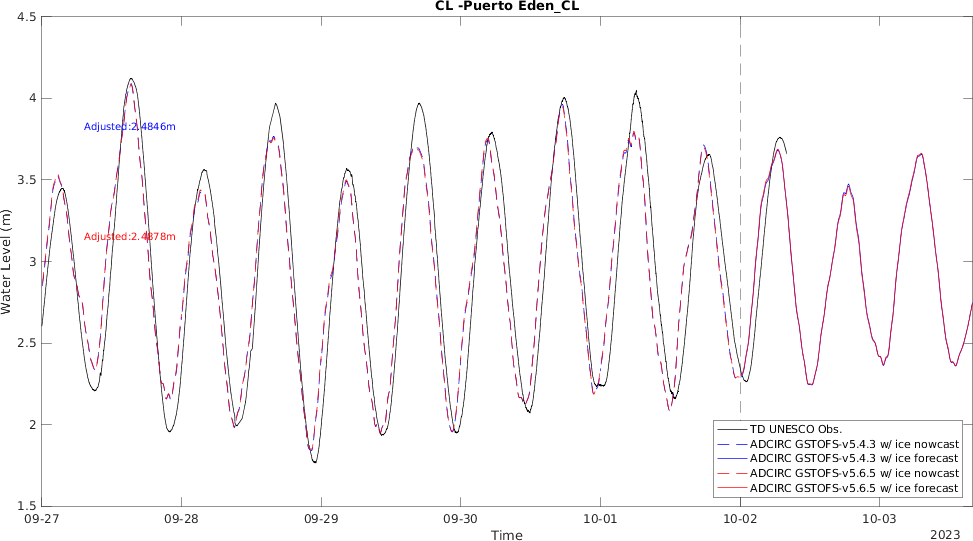 CL -Puerto Eden_CL
4.5
4
3.5
3
2.5
2
1.5
Water Level (m)
Adjusted:2.4846m
Adjusted:2.4878m
TD UNESCO Obs.
ADCIRC GSTOFS-v5.4.3 w/ ice nowcast
ADCIRC GSTOFS-v5.4.3 w/ ice forecast
ADCIRC GSTOFS-v5.6.5 w/ ice nowcast
ADCIRC GSTOFS-v5.6.5 w/ ice forecast
09-27 09-28 09-29 09-30 10-01 10-02 10-03
Time
2023